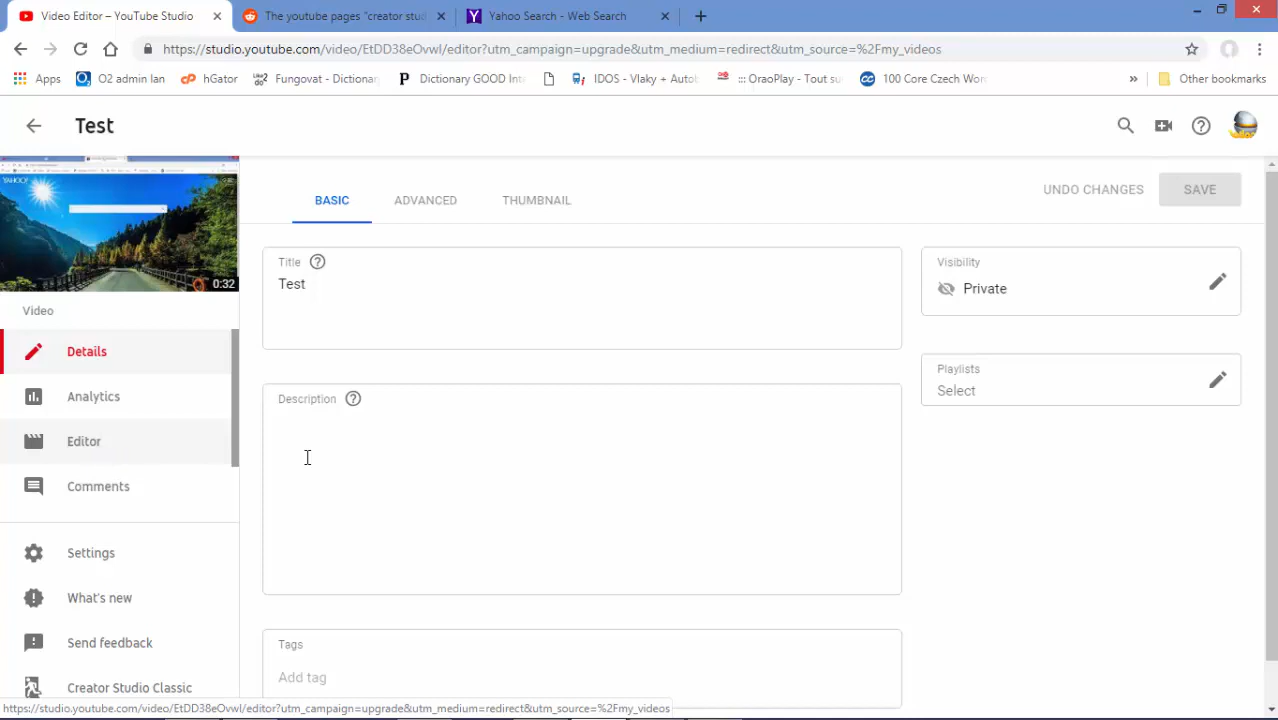 Video Editor – YouTube Studio
The youtube pages "creator stud
Yahoo Search - Web Search
https://studio.youtube.com/video/EtDD38eOvwI/editor?utm_campaign=upgrade&utm_medium=redirect&utm_source=%2Fmy_videos
Apps
O2 admin lan
hGator
Fungovat - Dictionar
Dictionary GOOD Int
IDOS - Vlaky + Autob
::: OraoPlay - Tout su
100 Core Czech Wor
»
Other bookmarks
Test
YAHOO!
0:32
Video
Details
Analytics
Editor
Comments
Settings
What's new
Send feedback
Creator Studio Classic
BASIC
ADVANCED
THUMBNAIL
UNDO CHANGES
SAVE
Title
Test
Visibility
Private
Playlists
Select
Description
Tags
Add tag
https://studio.youtube.com/video/EtDD38eOvwI/editor?utm_campaign=upgrade&utm_medium=redirect&utm_source=%2Fmy_videos